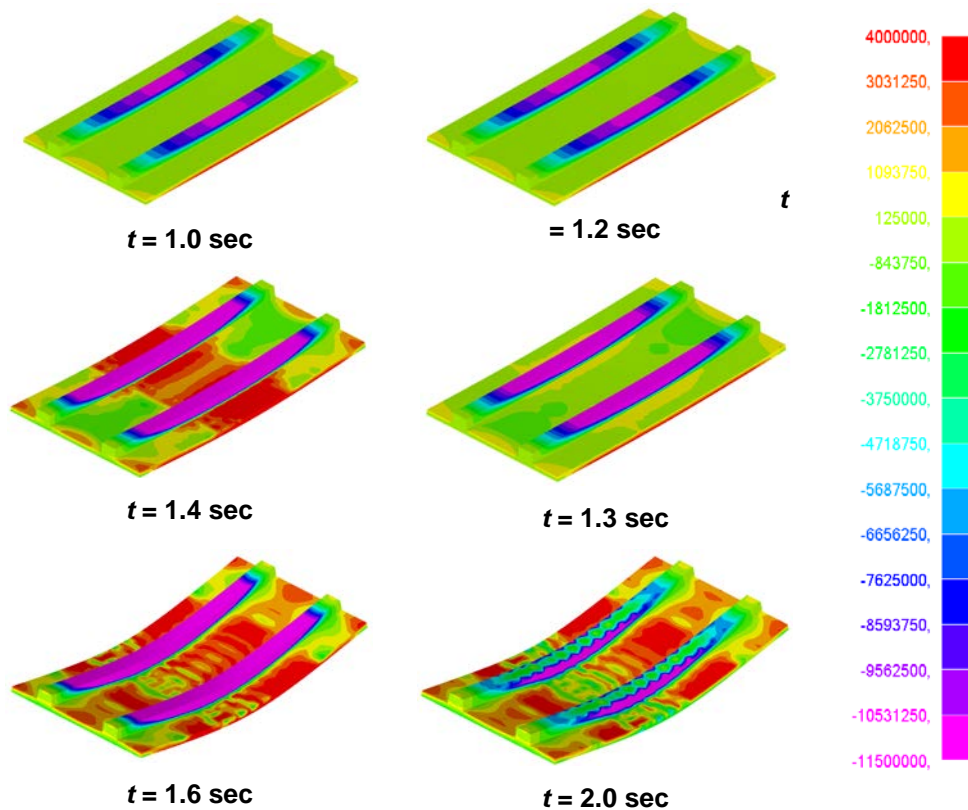 t
t = 1.0 sec
= 1.2 sec
t = 1.4 sec
t = 1.3 sec
t = 1.6 sec
t = 2.0 sec
4000000,
3031250,
2062500,
1093750,
125000,
-843750,
-1812500,
-2781250,
-3750000,
-4718750,
-5687500,
-6656250,
-7625000,
-8593750,
-9562500,
-10531250,
-11500000,